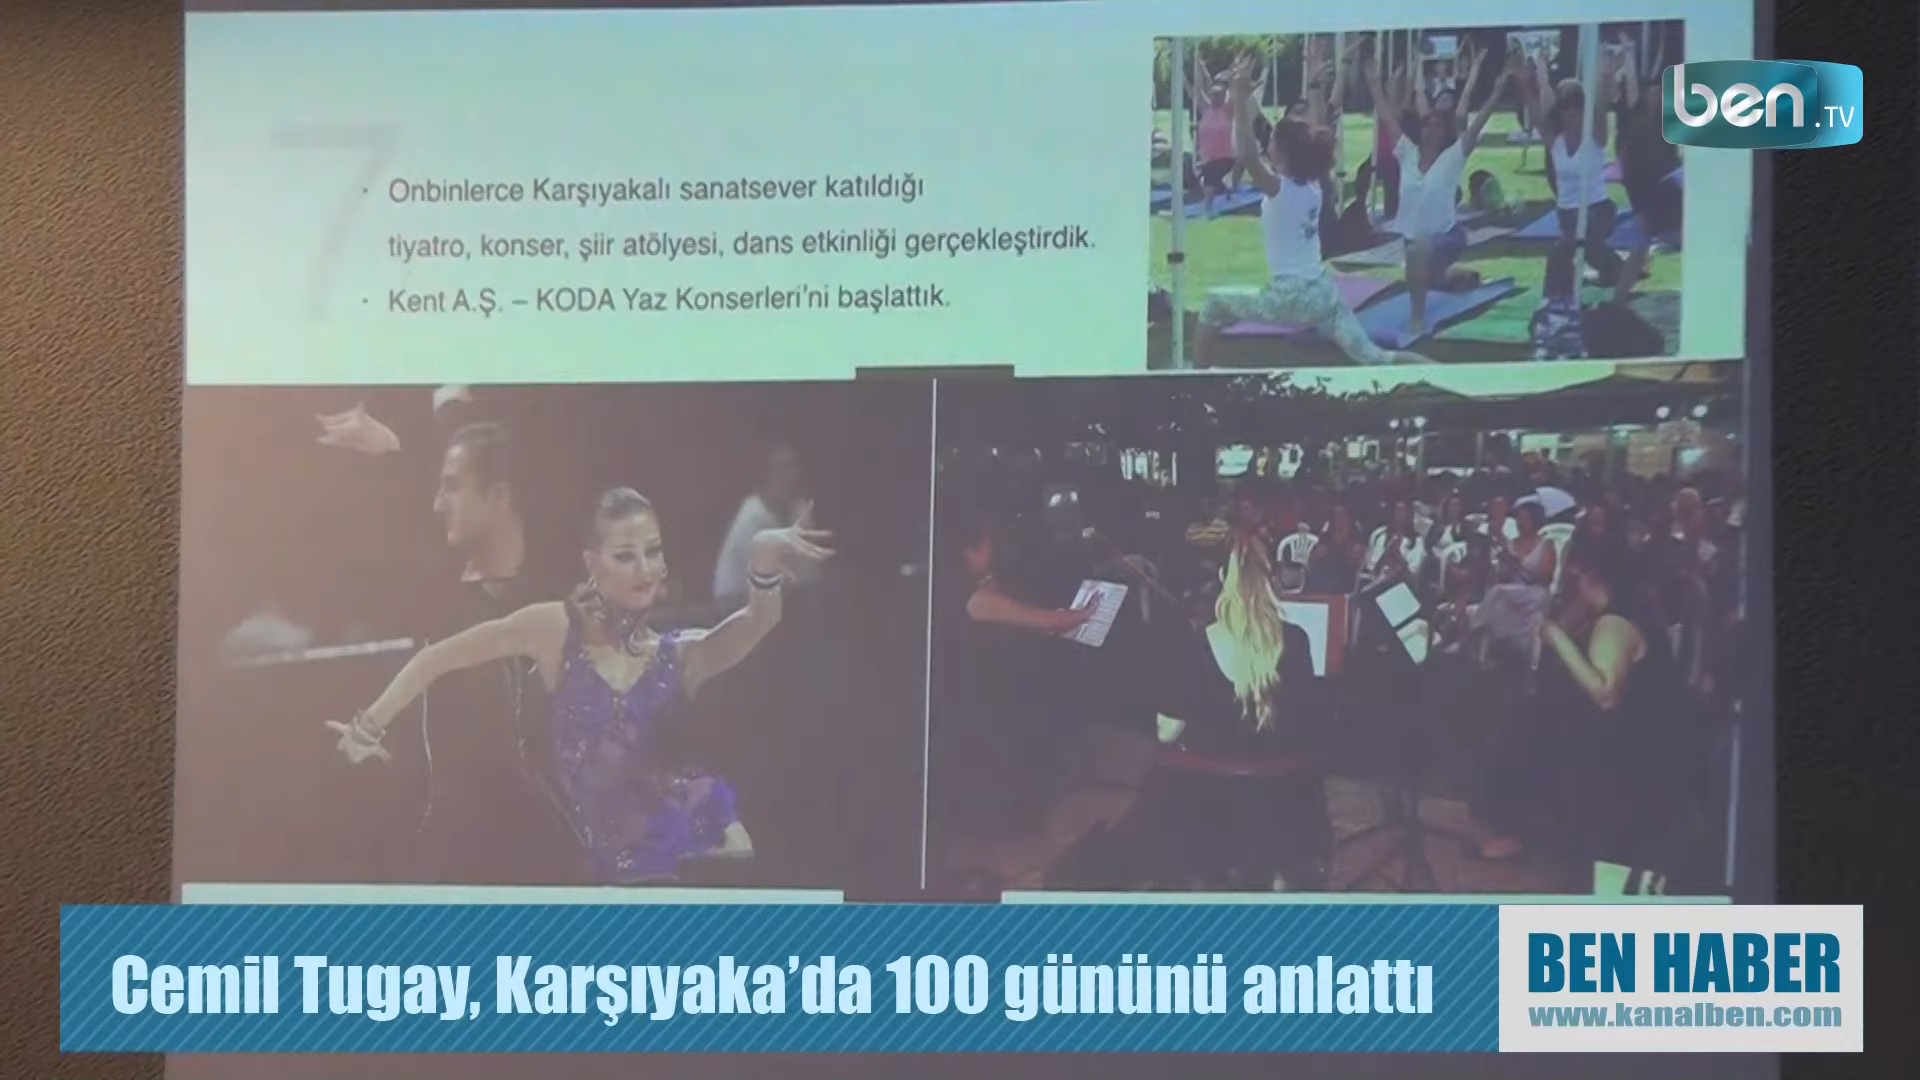 ben.TV
7
· Onbinlerce Karşıyakalı sanatsever katıldığı
tiyatro, konser, şiir atölyesi, dans etkinliği gerçekleştirdik.
· Kent A.Ş. – KODA Yaz Konserleri'ni başlattık.
Cemil Tugay, Karşıyaka’da 100 gününü anlattı
BEN HABER
www.kanalben.com